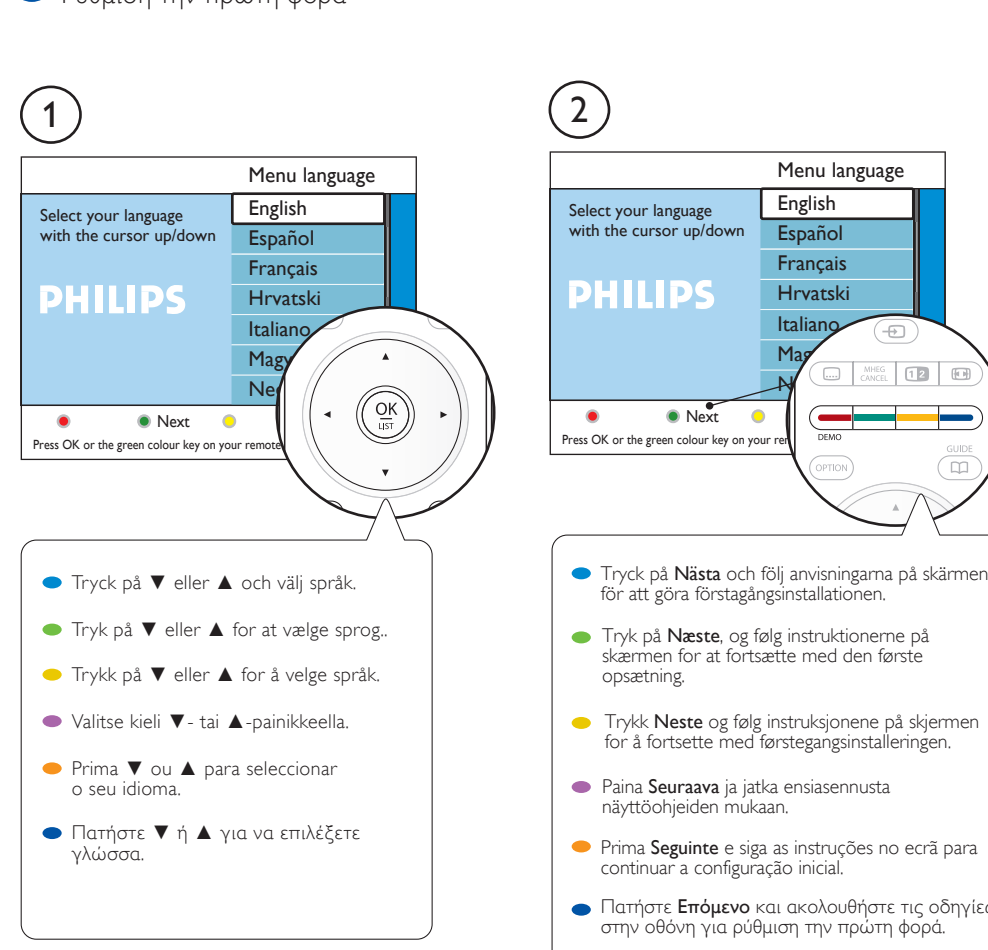 Ρύθμιση την πρώτη φορά
1
Menu language
Select your language
with the cursor up/down
PHILIPS
English
Español
Français
Hrvatski
Italiano
Next
Press OK or the green colour key on your remote
OK
LIST
Tryck på ▼ eller ▲ och välj språk.
Tryk på ▼ eller ▲ for at vælge sprog..
Trykk på ▼ eller ▲ for å velge språk.
Valitse kieli ▼- tai ▲-painikkeella.
Prima ▼ ou ▲ para seleccionar
o seu idioma.
Πατήστε ▼ ή ▲ για να επιλέξετε
γλώσσα.
2
Menu language
Select your language
with the cursor up/down
PHILIPS
English
Español
Français
Hrvatski
Italiano
Next
Press OK or the green colour key on your
MHEG
CANCEL
1 2
DEMO
OPTION
GUIDE
Tryck på Nästa och följ anvisningarna på skärmen
för att göra förstagångsinstallationen.
Tryk på Næste, og følg instruktionerne på
skærmen for at fortsætte med den første
opsætning.
Trykk Neste og følg instruksjonene på skjermen
for å fortsette med førstegangsinstalleringen.
Paina Seuraava ja jatka ensiasennusta
näyttöohjeiden mukaan.
Prima Seguinte e siga as instruções no ecrã para
continuar a configuração inicial.
Πατήστε Επόμενο και ακολουθήστε τις οδηγίες
στην οθόνη για ρύθμιση την πρώτη φορά.